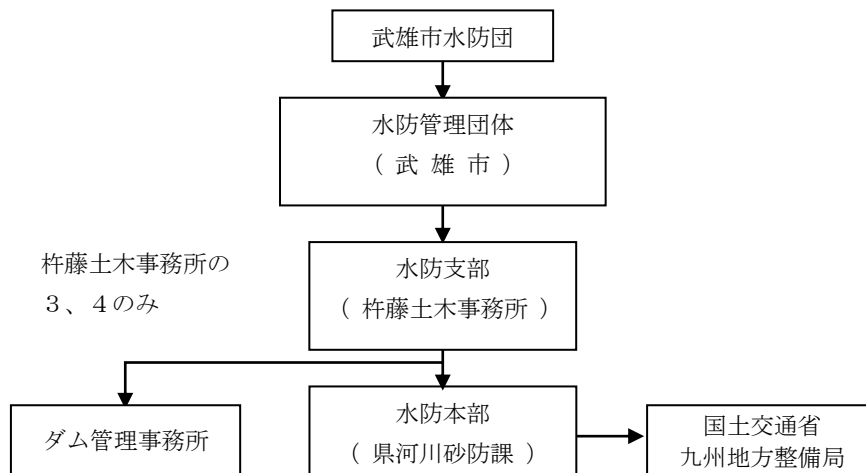 武雄市水防団
水防管理団体
（ 武 雄 市 ）
杵藤土木事務所の
３、４のみ
水防支部
（ 杵藤土木事務所 ）
ダム管理事務所
水防本部
（ 県河川砂防課 ）
国土交通省
九州地方整備局